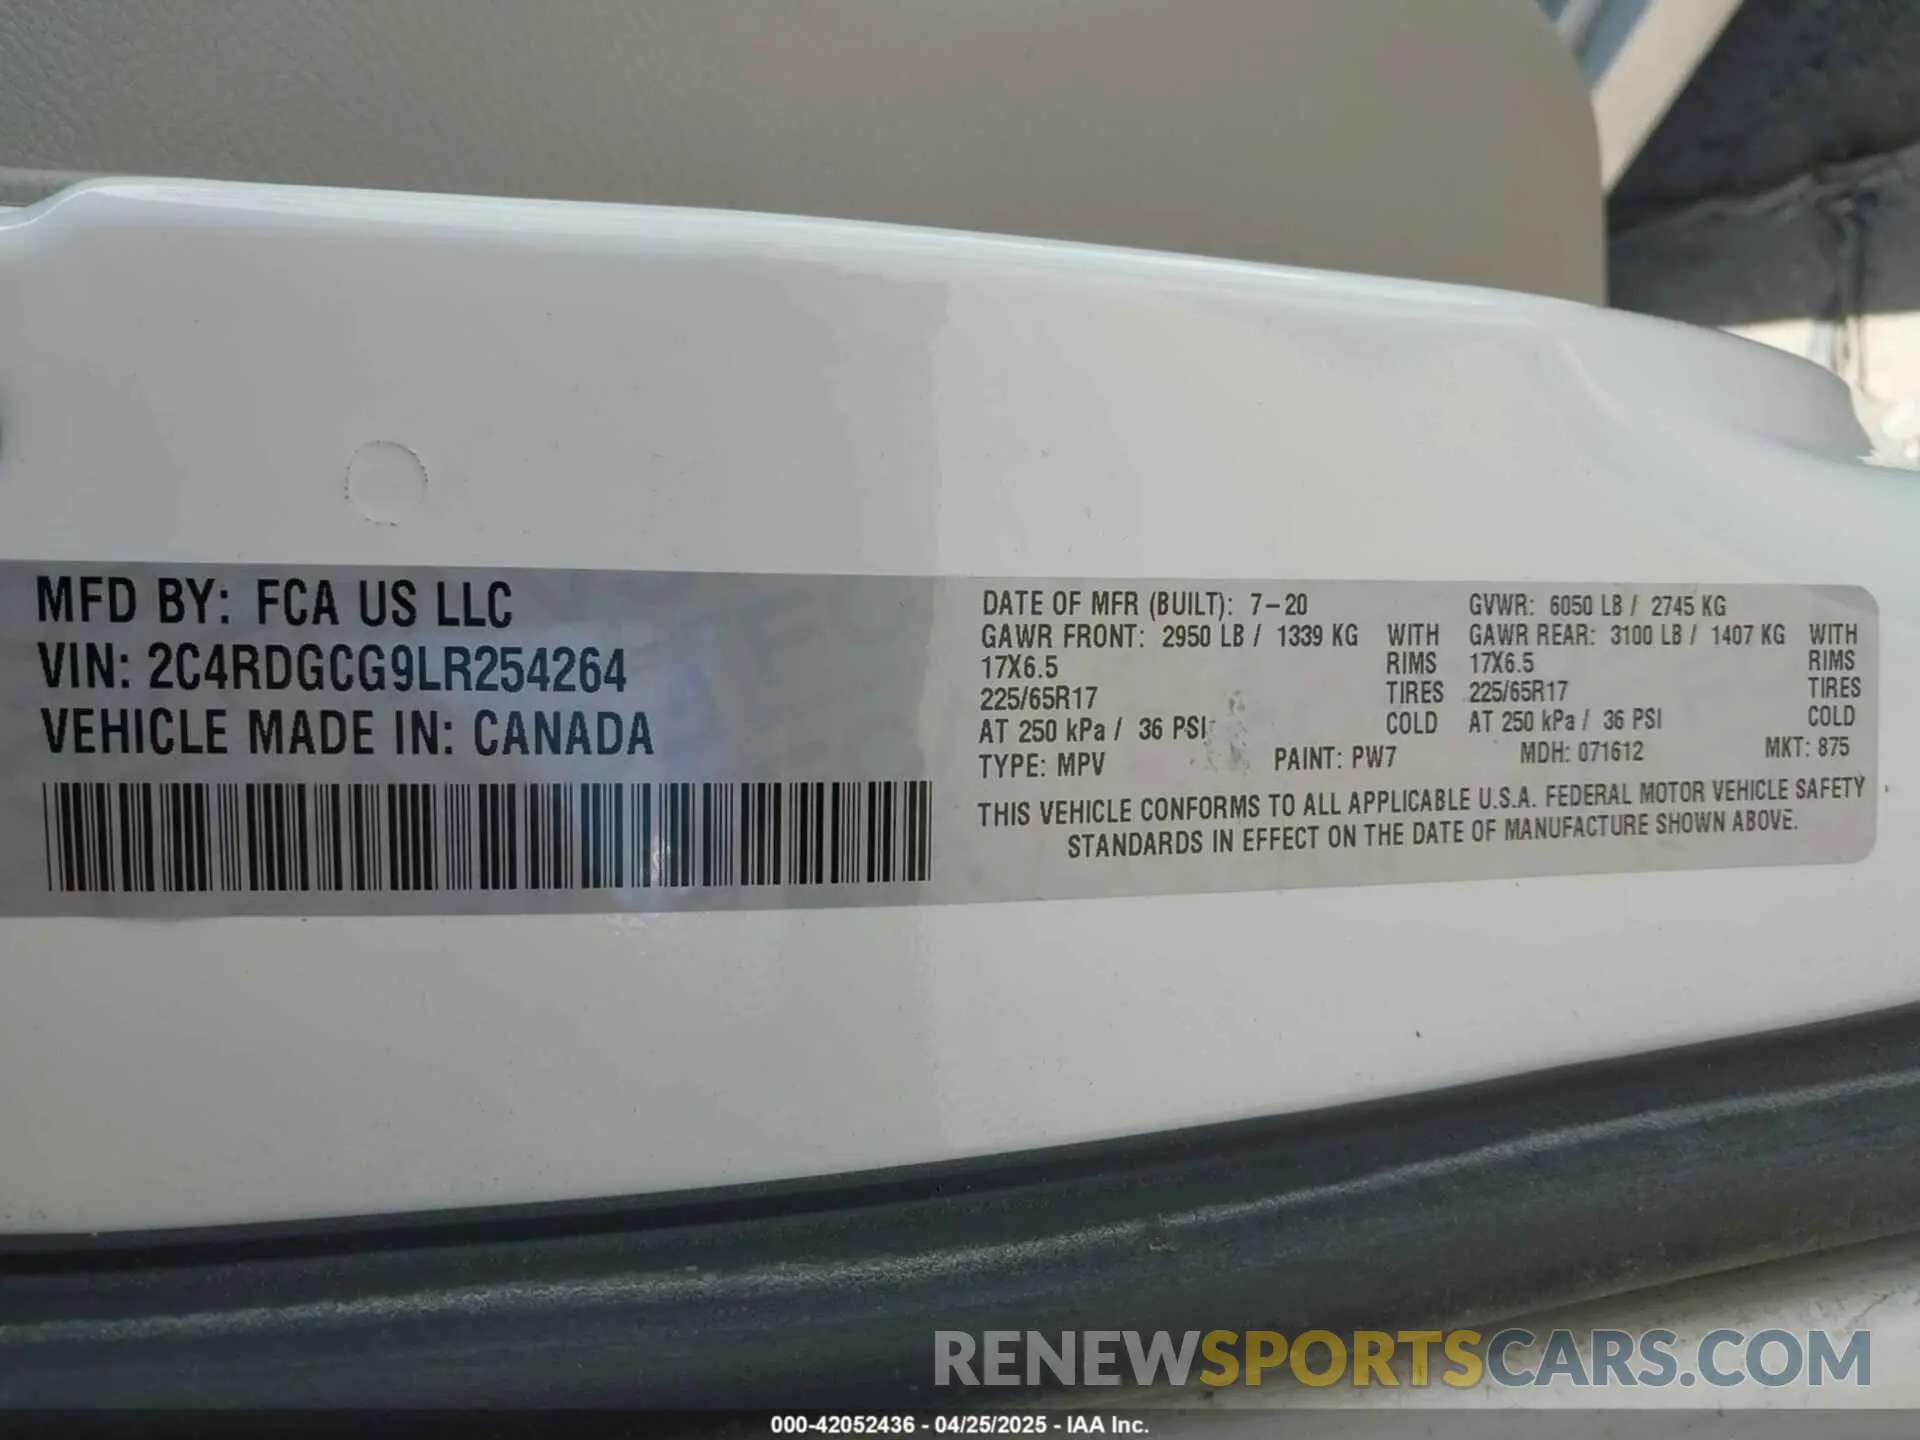 MFD BY: FCA US LLC
VIN: 2C4RDGCG9LR254264
VEHICLE MADE IN: CANADA
DATE OF MFR (BUILT): 7-20 GVWR: 6050 LB / 2745 KG
GAWR FRONT: 2950 LB / 1339 KG WITH GAWR REAR: 3100 LB / 1407 KG WITH
17X6.5 RIMS 17X6.5 RIMS
225/65R17 TIRES 225/65R17 TIRES
AT 250 kPa / 36 PSI COLD AT 250 kPa / 36 PSI COLD
TYPE: MPV PAINT: PW7 MDH: 071612 MKT: 875
THIS VEHICLE CONFORMS TO ALL APPLICABLE U.S.A. FEDERAL MOTOR VEHICLE SAFETY
STANDARDS IN EFFECT ON THE DATE OF MANUFACTURE SHOWN ABOVE.
RENEWSPORTSCARS.COM
000-42052436 - 04/25/2025 - IAA Inc.